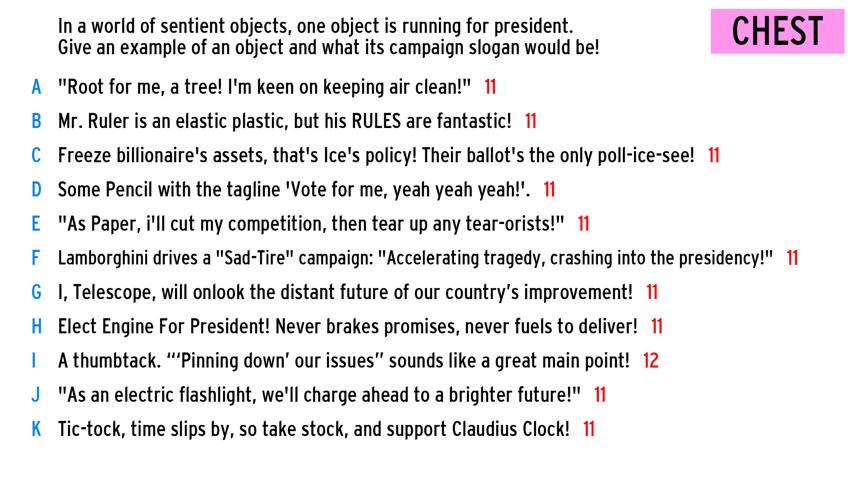 In a world of sentient objects, one object is running for president.
Give an example of an object and what its campaign slogan would be!
CHEST
A "Root for me, a tree! I'm keen on keeping air clean!" 11
B Mr. Ruler is an elastic plastic, but his RULES are fantastic! 11
C Freeze billionaire's assets, that's Ice's policy! Their ballot's the only poll-ice-see! 11
D Some Pencil with the tagline 'Vote for me, yeah yeah yeah!'. 11
E "As Paper, i'll cut my competition, then tear up any tear-orists!" 11
F Lamborghini drives a "Sad-Tire" campaign: "Accelerating tragedy, crashing into the presidency!" 11
G I, Telescope, will onlook the distant future of our country’s improvement! 11
H Elect Engine For President! Never brakes promises, never fuels to deliver! 11
I A thumbtack. “‘Pinning down’ our issues” sounds like a great main point! 12
J "As an electric flashlight, we'll charge ahead to a brighter future!" 11
K Tic-tock, time slips by, so take stock, and support Claudius Clock! 11